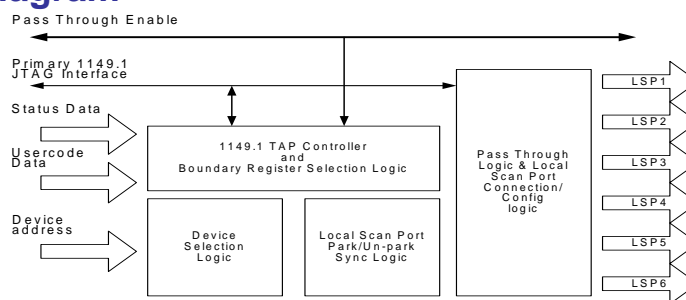 Pass Through Enable
Primary 1149.1
JTAG Interface
Status Data
Usercode
Data
Device
address
1149.1 TAP Controller
and
Boundary Register Selection Logic
Device
Selection
Logic
Local Scan Port
Park/Un-park
Sync Logic
Pass Through
Logic & Local
Scan Port
Connection/
Config
logic
LSP1
LSP2
LSP3
LSP4
LSP5
LSP6